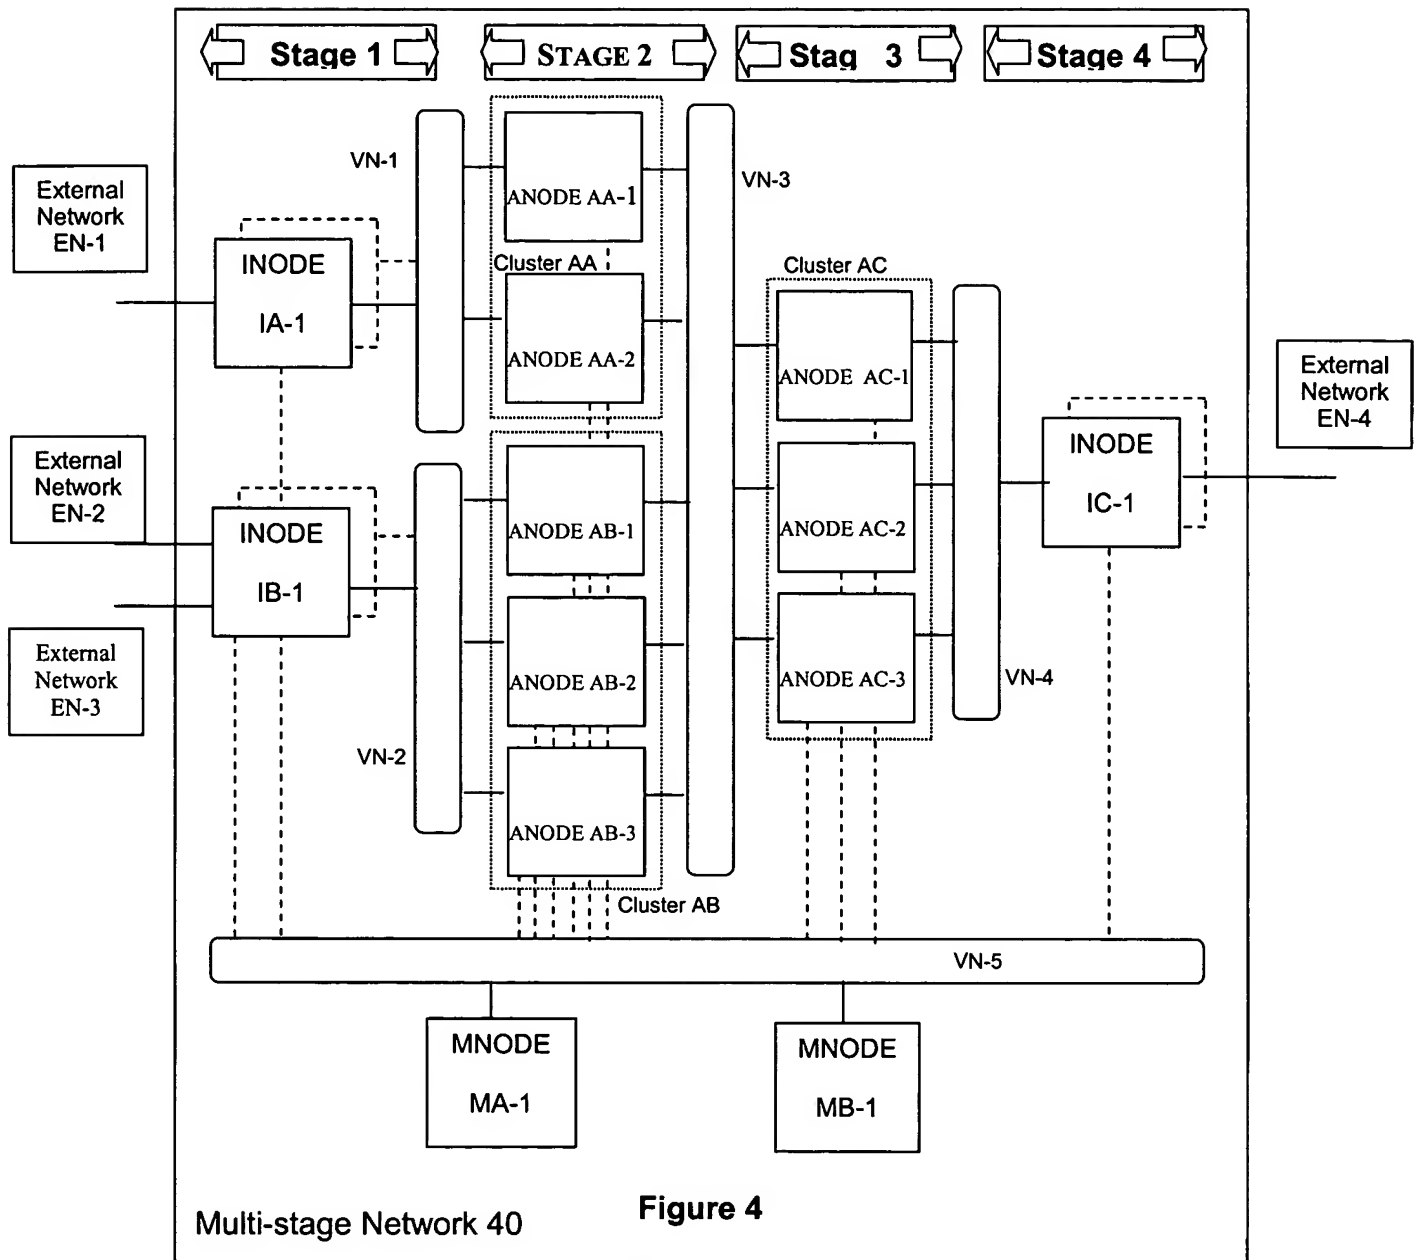 Stage 1
STAGE 2
Stag 3
Stage 4
VN-1
VN-3
External
Network
EN-1
ANODE AA-1
INODE
IA-1
Cluster AA
Cluster AC
ANODE AA-2
ANODE AC-1
External
Network
EN-4
External
Network
EN-2
INODE
IC-1
INODE
IB-1
ANODE AB-1
ANODE AC-2
External
Network
EN-3
ANODE AB-2
ANODE AC-3
VN-4
VN-2
ANODE AB-3
Cluster AB
VN-5
MNODE
MA-1
MNODE
MB-1
Figure 4
Multi-stage Network 40